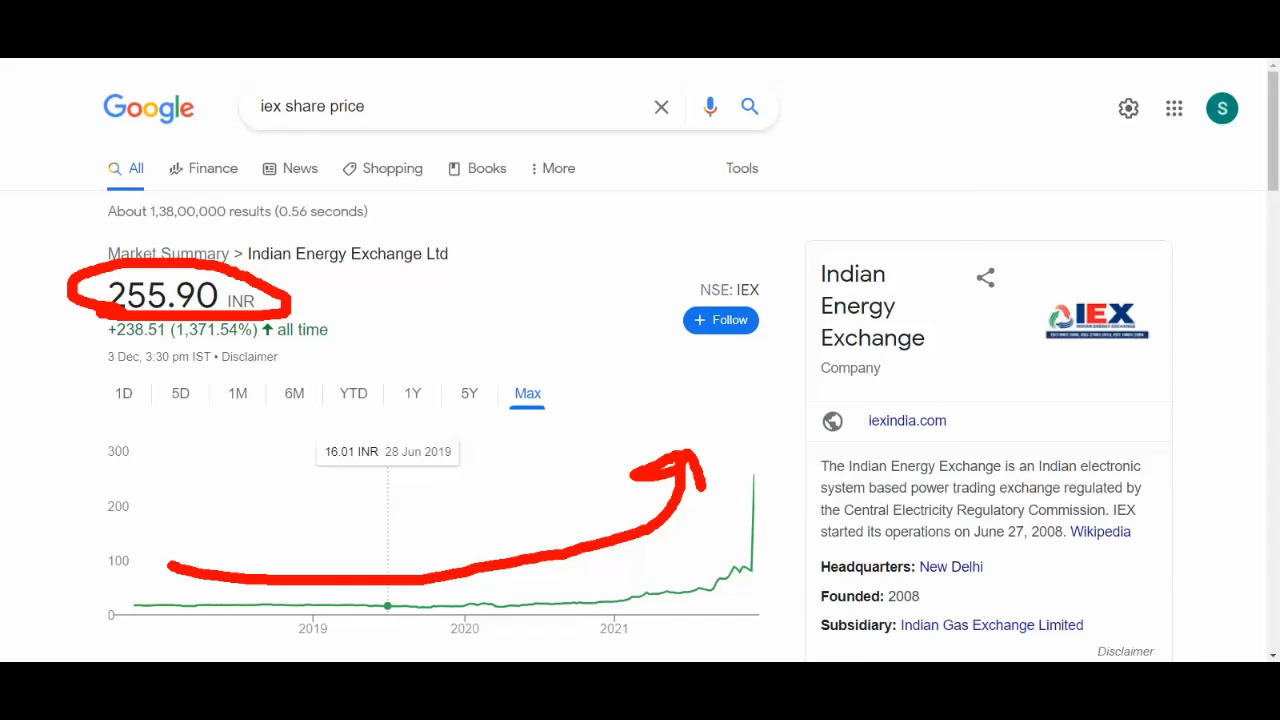 Google
iex share price
S
All Finance News Shopping Books More Tools
About 1,38,00,000 results (0.56 seconds)
Market Summary > Indian Energy Exchange Ltd
255.90 INR
+238.51 (1,371.54%) all time
3 Dec, 3:30 pm IST • Disclaimer
NSE: IEX
+ Follow
1D 5D 1M 6M YTD 1Y 5Y Max
16.01 INR 28 Jun 2019
300
200
100
0
2019 2020 2021
Indian
Energy
Exchange
Company
IEX
iexindia.com
The Indian Energy Exchange is an Indian electronic
system based power trading exchange regulated by
the Central Electricity Regulatory Commission. IEX
started its operations on June 27, 2008. Wikipedia
Headquarters: New Delhi
Founded: 2008
Subsidiary: Indian Gas Exchange Limited
Disclaimer